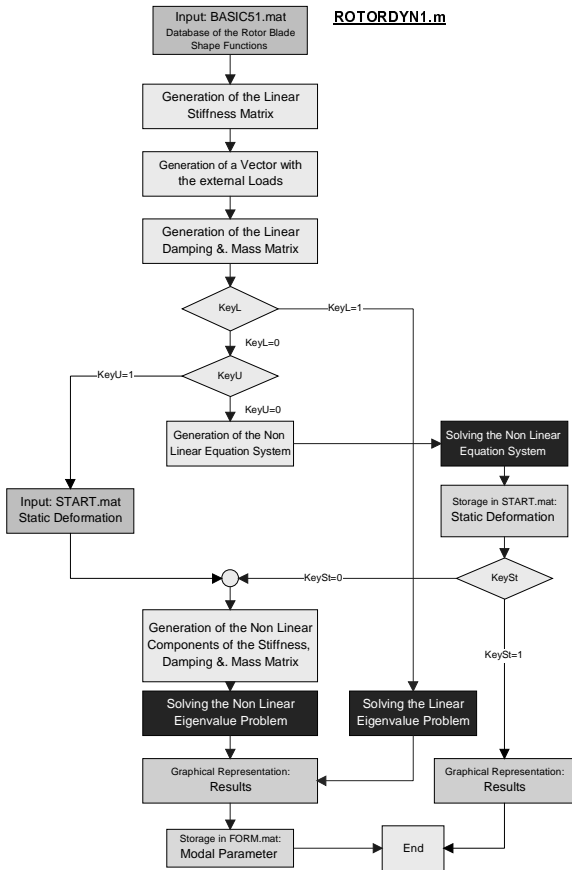 ROTORDYN1.m
Input: BASIC51.mat
Database of the Rotor Blade
Shape Functions
Generation of the Linear
Stiffness Matrix
Generation of a Vector with
the external Loads
Generation of the Linear
Damping &. Mass Matrix
KeyL
KeyL=1
KeyL=0
KeyU=1
KeyU
KeyU=0
Generation of the Non
Linear Equation System
Solving the Non Linear
Equation System
Input: START.mat
Static Deformation
Storage in START.mat:
Static Deformation
KeySt=0
KeySt
Generation of the Non Linear
Components of the Stiffness,
Damping &. Mass Matrix
KeySt=1
Solving the Non Linear
Eigenvalue Problem
Solving the Linear
Eigenvalue Problem
Graphical Representation:
Results
Graphical Representation:
Results
Storage in FORM.mat:
Modal Parameter
End